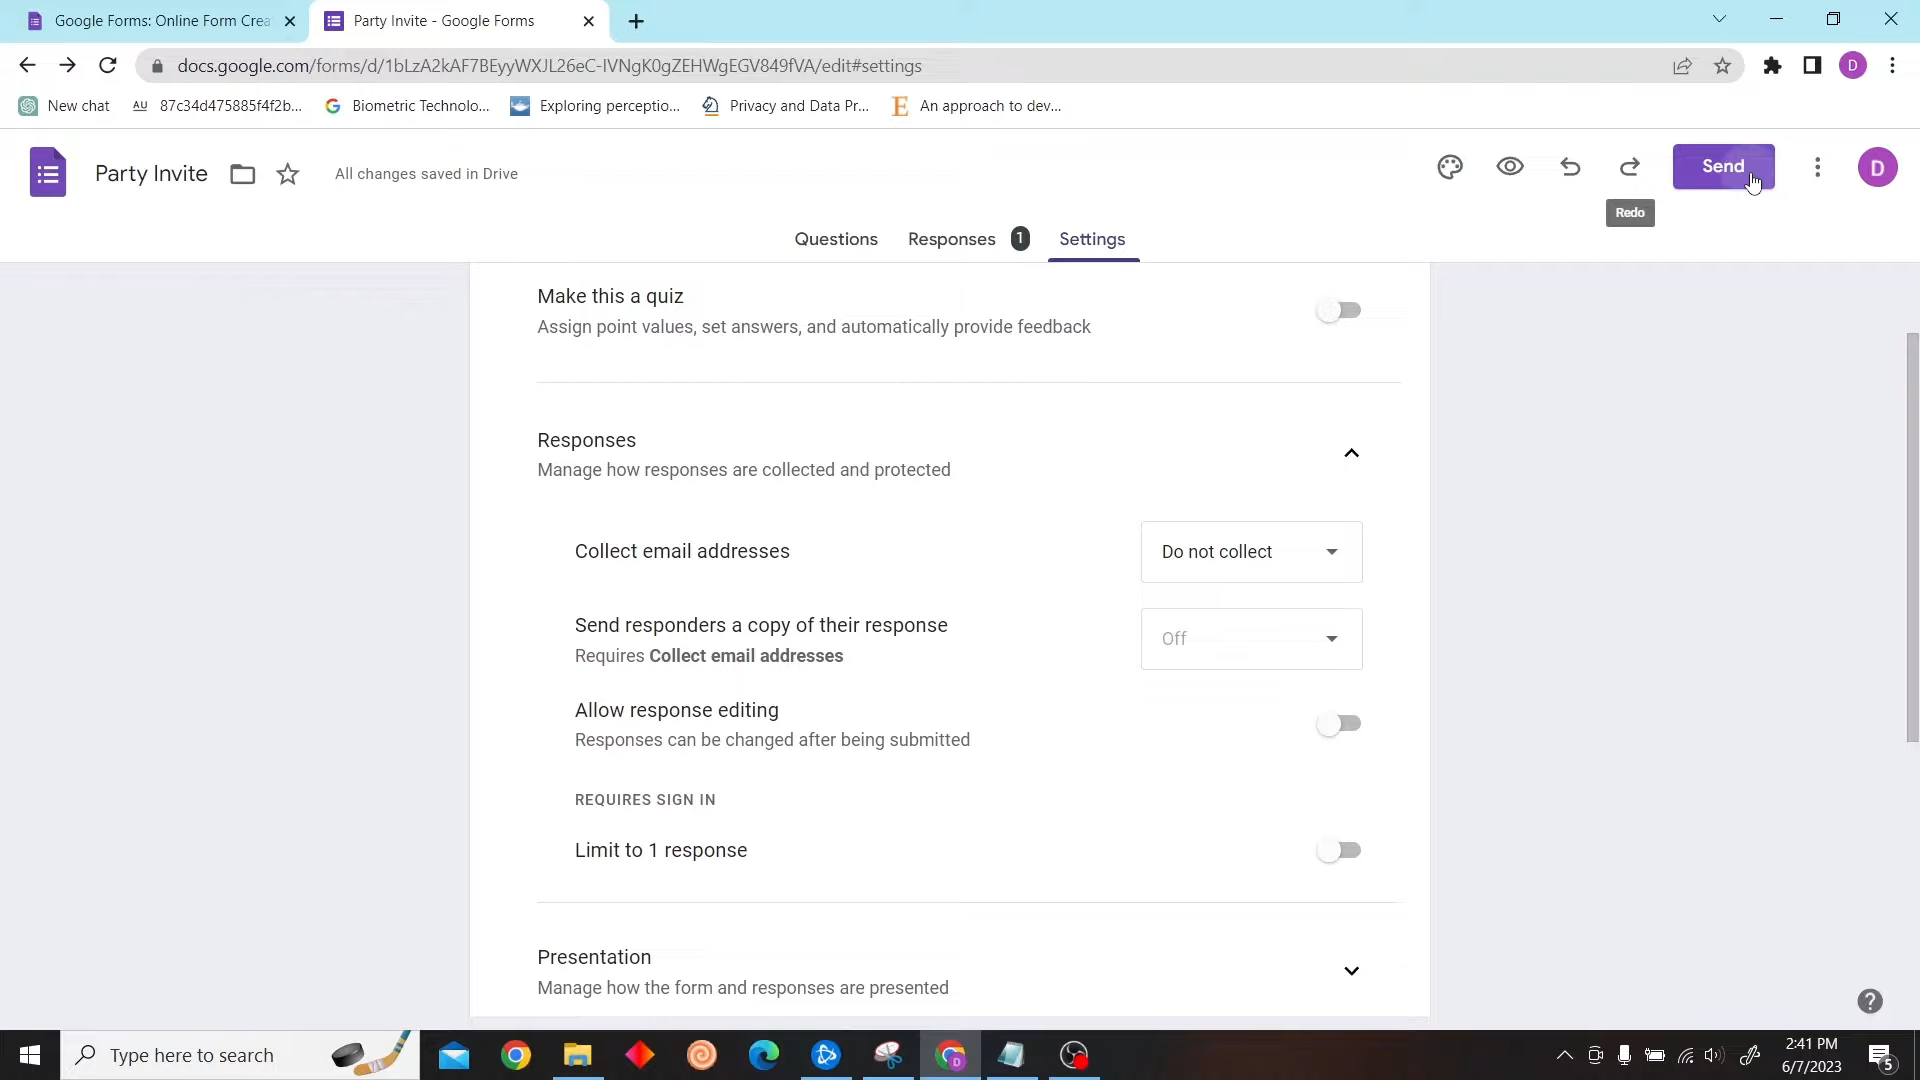 Google Forms: Online Form Crea
Party Invite - Google Forms
docs.google.com/forms/d/1bLzA2kAF7BEyyWXJL26eC-IVNgK0gZEHWgEGV849fVA/edit#settings
D
New chat
AU 87c34d475885f4f2b...
Biometric Technolo...
Exploring perceptio...
Privacy and Data Pr...
E An approach to dev...
Party Invite
All changes saved in Drive
Send
D
Redo
Questions
Responses 1
Settings
Make this a quiz
Assign point values, set answers, and automatically provide feedback
Responses
Manage how responses are collected and protected
Collect email addresses
Do not collect
Send responders a copy of their response
Requires Collect email addresses
Off
Allow response editing
Responses can be changed after being submitted
REQUIRES SIGN IN
Limit to 1 response
Presentation
Manage how the form and responses are presented
Type here to search
2:41 PM
6/7/2023
5